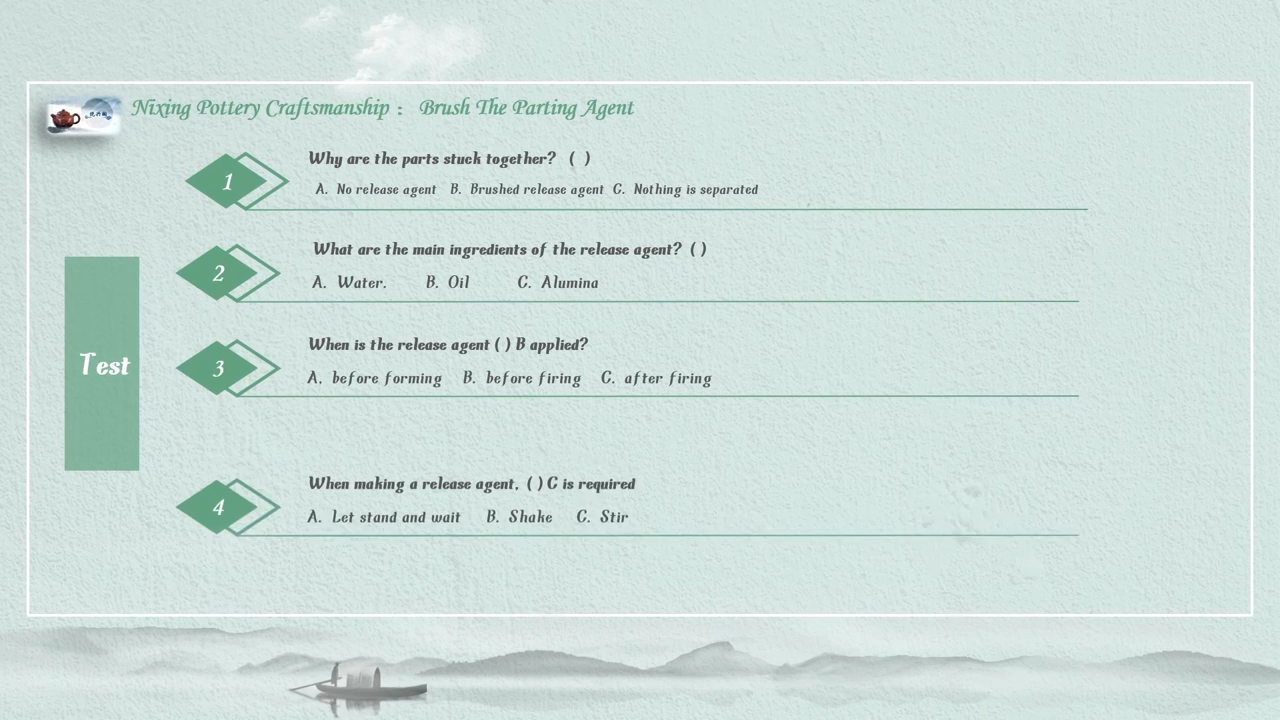 Nixing Pottery Craftsmanship： Brush The Parting Agent
1
Why are the parts stuck together? ( )
A. No release agent B. Brushed release agent C. Nothing is separated
2
What are the main ingredients of the release agent? ( )
A. Water. B. Oil C. Alumina
Test
3
When is the release agent ( ) B applied?
A. before forming B. before firing C. after firing
4
When making a release agent, ( ) C is required
A. Let stand and wait B. Shake C. Stir